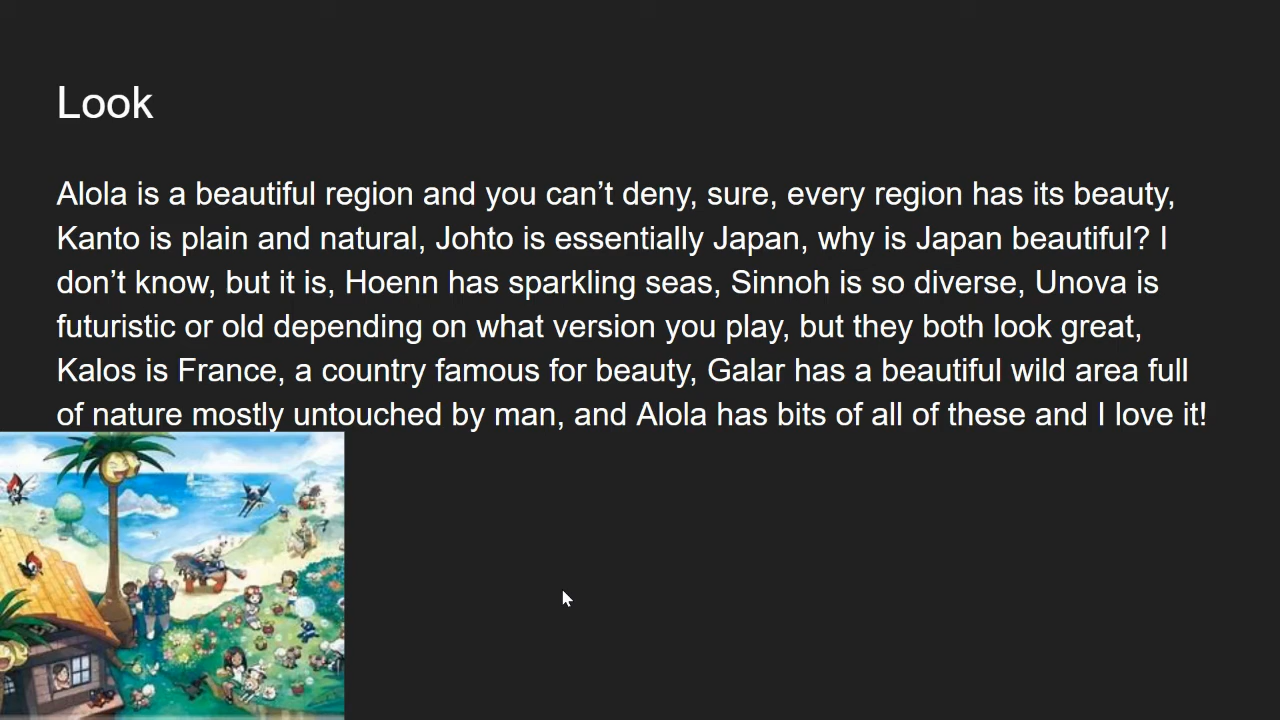 Look
Alola is a beautiful region and you can’t deny, sure, every region has its beauty,
Kanto is plain and natural, Johto is essentially Japan, why is Japan beautiful? I
don’t know, but it is, Hoenn has sparkling seas, Sinnoh is so diverse, Unova is
futuristic or old depending on what version you play, but they both look great,
Kalos is France, a country famous for beauty, Galar has a beautiful wild area full
of nature mostly untouched by man, and Alola has bits of all of these and I love it!